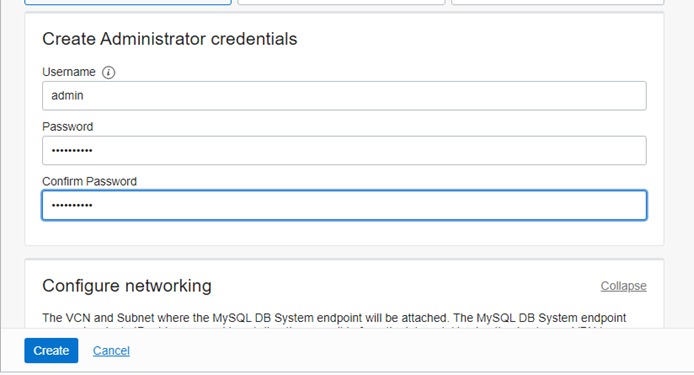 Create Administrator credentials
Username
admin
Password
••••••••••
Confirm Password
••••••••••
Configure networking
Collapse
The VCN and Subnet where the MySQL DB System endpoint will be attached. The MySQL DB System endpoint
Create
Cancel